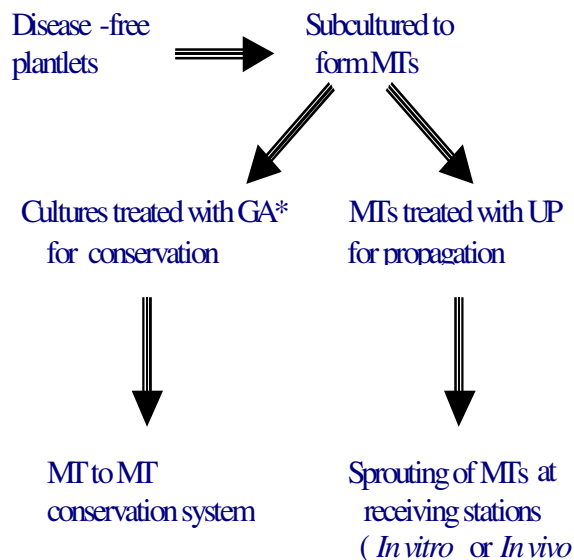 Disease -free
plantlets
Subcultured to
form MTs
Cultures treated with GA*
for conservation
MTs treated with UP
for propagation
MT to MT
conservation system
Sprouting of MTs at
receiving stations
( In vitro or In vivo